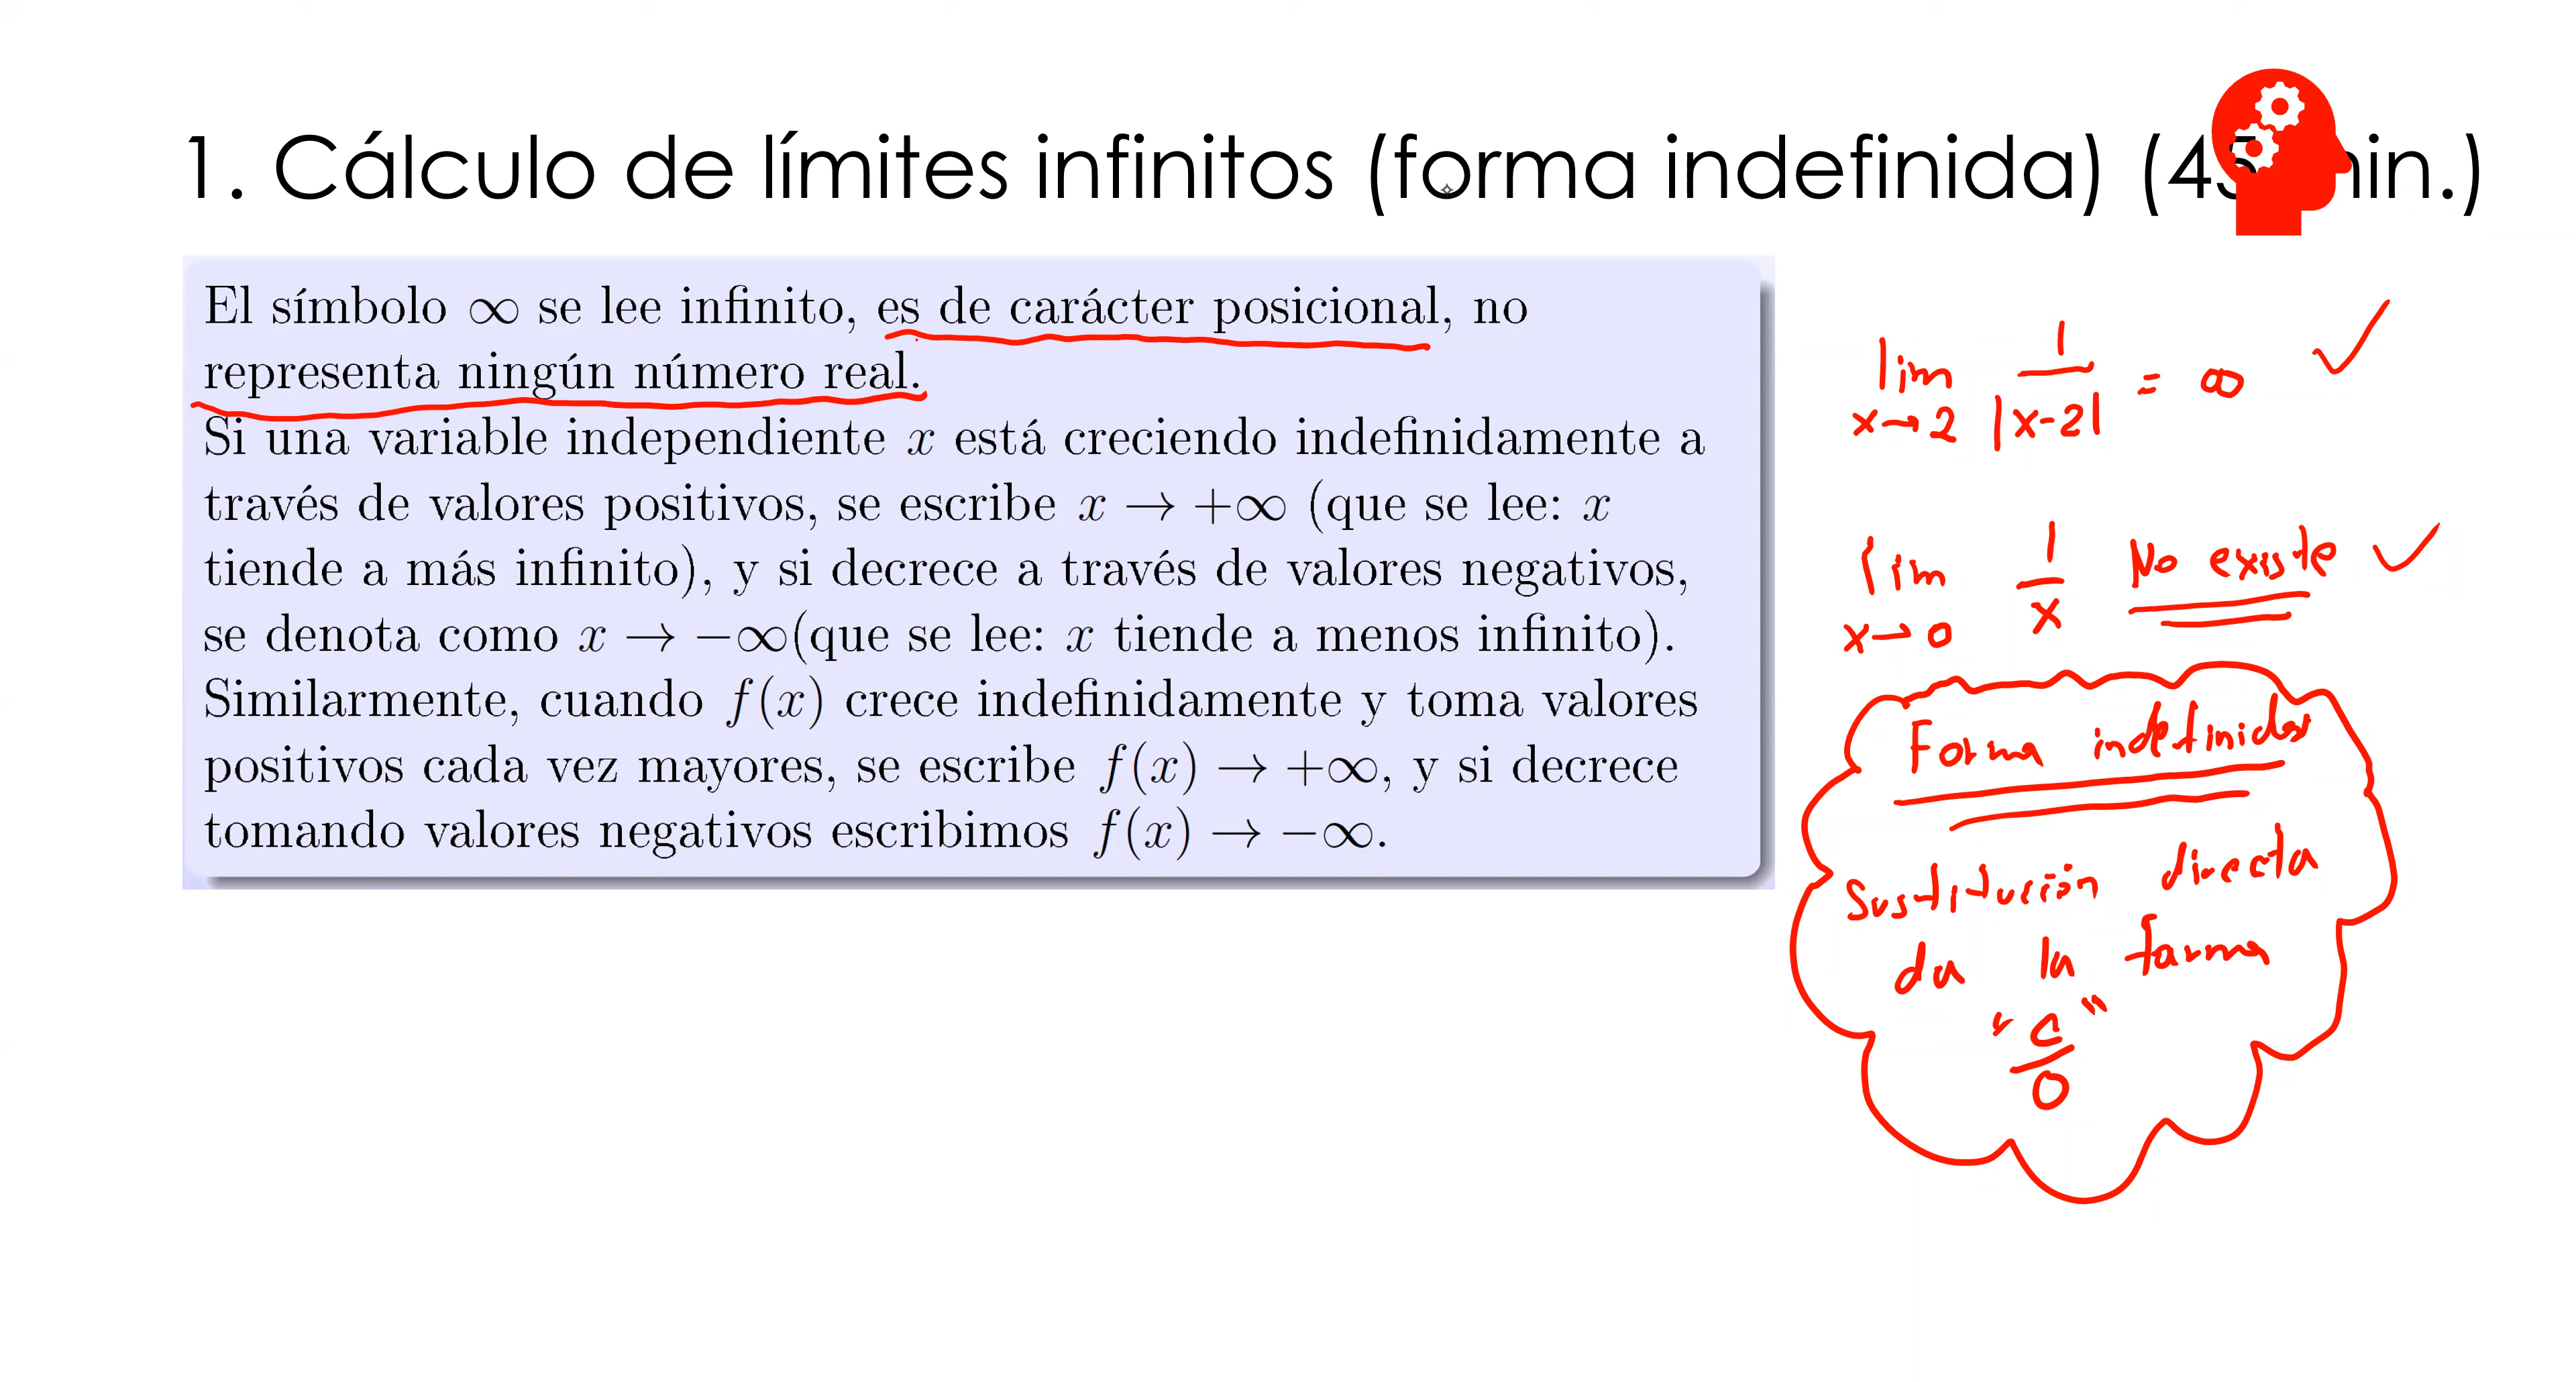 1. Cálculo de límites infinitos (forma indefinida) (45 min.)
El símbolo ∞ se lee infinito, es de carácter posicional, no
representa ningún número real.
Si una variable independiente x está creciendo indefinidamente a
través de valores positivos, se escribe x → +∞ (que se lee: x
tiende a más infinito), y si decrece a través de valores negativos,
se denota como x → −∞(que se lee: x tiende a menos infinito).
Similarmente, cuando f(x) crece indefinidamente y toma valores
positivos cada vez mayores, se escribe f(x) → +∞, y si decrece
tomando valores negativos escribimos f(x) → −∞.
lim x→2 1/|x-2| = ∞ ✓
lim x→0 1/x No existe ✓
Forma indefinida
Sustitución directa
da la forma
"c/0"